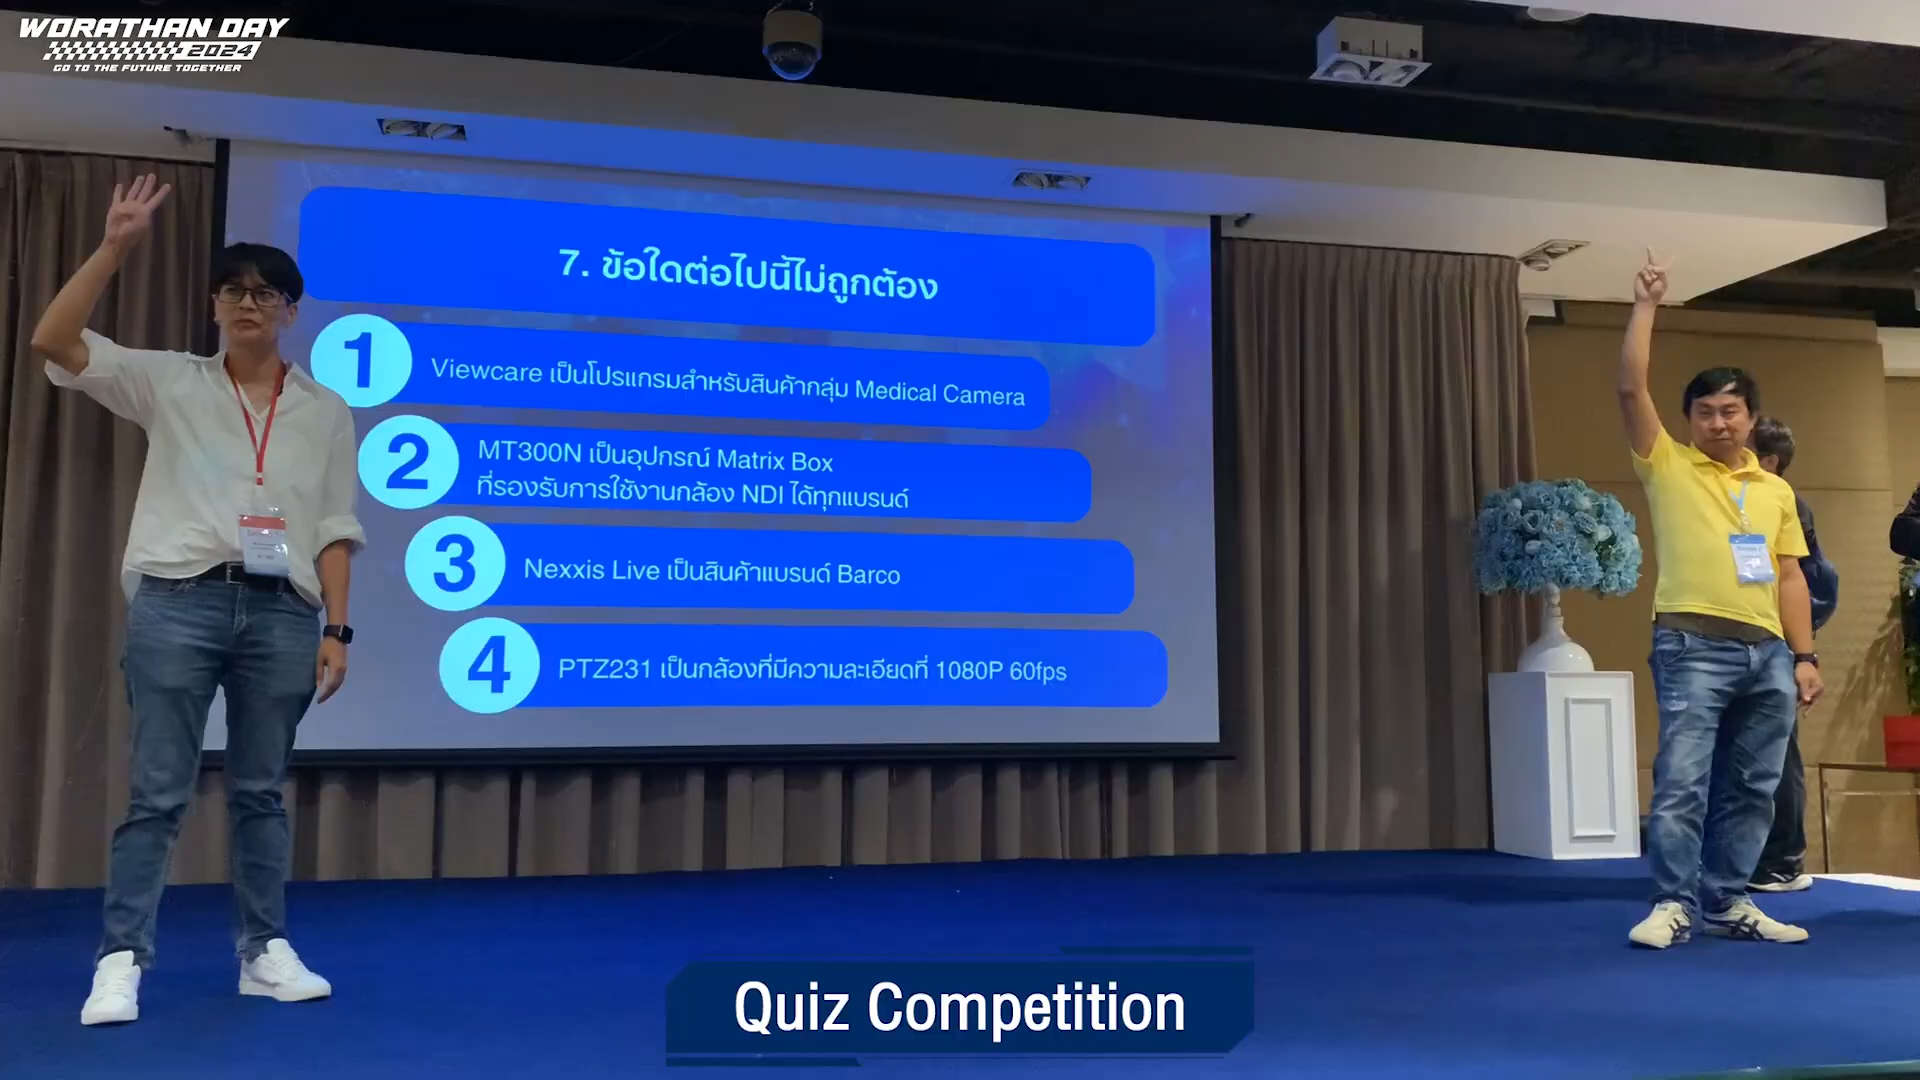 WORATHAN DAY
2024
GO TO THE FUTURE TOGETHER
7. ข้อใดต่อไปนี้ไม่ถูกต้อง
1
Viewcare เป็นโปรแกรมสำหรับสินค้ากลุ่ม Medical Camera
2
MT300N เป็นอุปกรณ์ Matrix Box
ที่รองรับการใช้งานกล้อง NDI ได้ทุกแบรนด์
3
Nexxis Live เป็นสินค้าแบรนด์ Barco
4
PTZ231 เป็นกล้องที่มีความละเอียดที่ 1080P 60fps
Quiz Competition